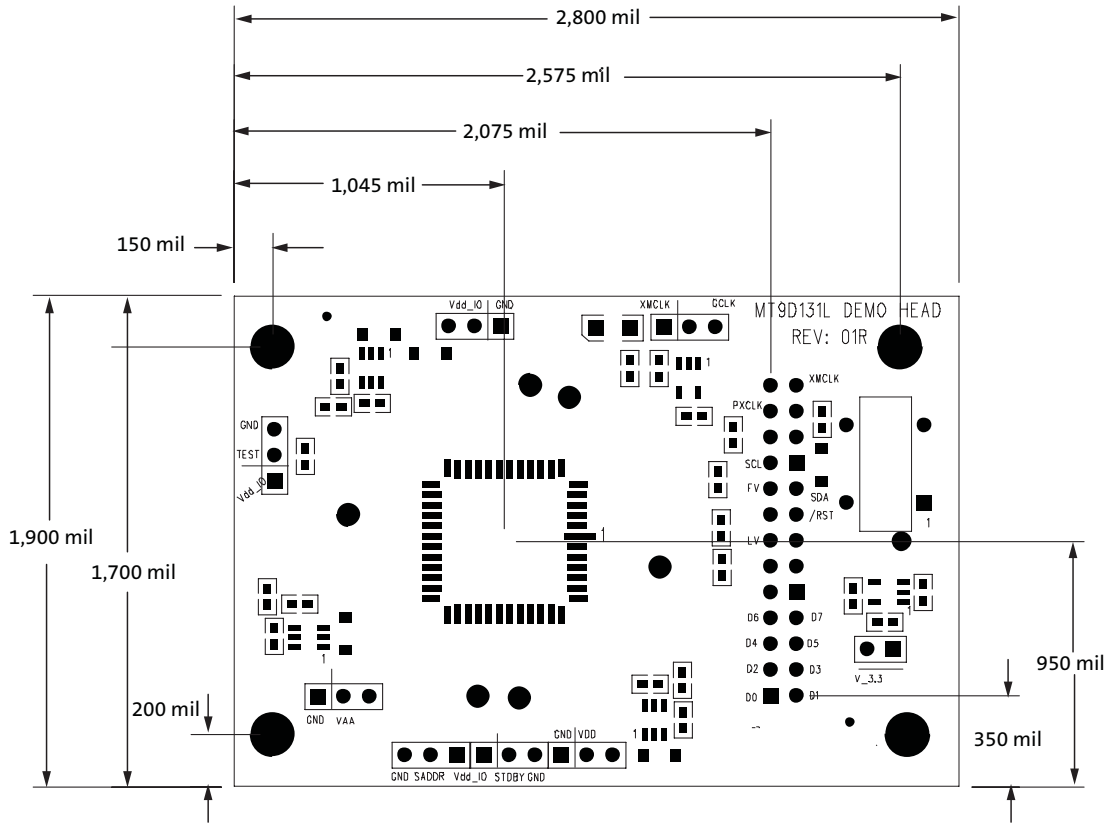 2,800 mil
2,575 mil
2,075 mil
1,045 mil
150 mil
Vdd_IO GND
XMCLK GCLK
MT9D131L DEMO HEAD
REV: 01R
1
1
XMCLK
PXCLK
GND
TEST
Vdd_IO
SCL
FV
SDA
/RST
1
1
LV
1,900 mil
1,700 mil
1
D6 D7
D4 D5
950 mil
D2 D3
V_3.3
1
D0 D1
200 mil
GND VAA
350 mil
1
GND VDD
GND SADDR Vdd_IO STDBY GND